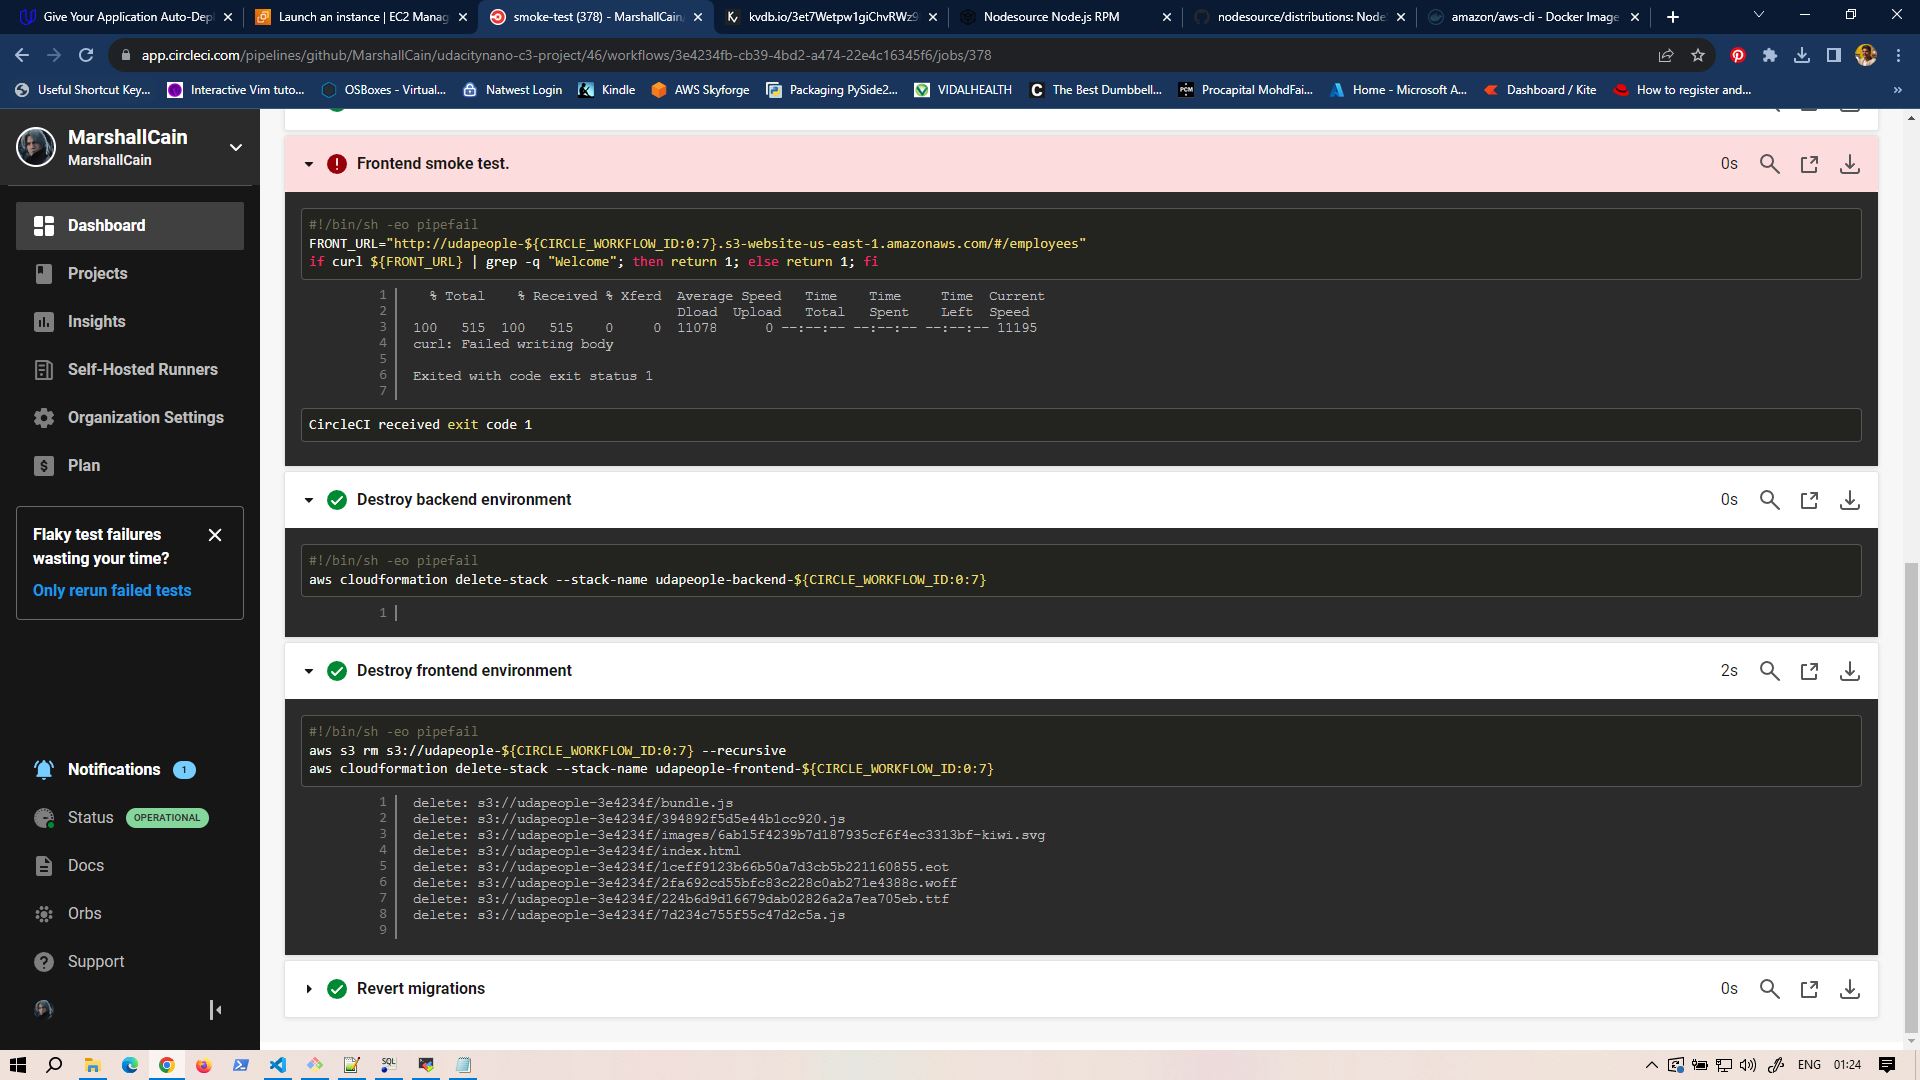 Give Your Application Auto-Dep
Launch an instance | EC2 Manag
smoke-test (378) - MarshallCain/
kvdb.io/3et7Wetpw1giChvRWz9
Nodesource Node.js RPM
nodesource/distributions: Node
amazon/aws-cli - Docker Image
app.circleci.com/pipelines/github/MarshallCain/udacitynano-c3-project/46/workflows/3e4234fb-cb39-4bd2-a474-22e4c16345f6/jobs/378
Useful Shortcut Key...
Interactive Vim tuto...
OSBoxes - Virtual...
Natwest Login
Kindle
AWS Skyforge
Packaging PySide2...
VIDALHEALTH
The Best Dumbbell...
Procapital MohdFai...
Home - Microsoft A...
Dashboard / Kite
How to register and...
»
MarshallCain
MarshallCain
Dashboard
Projects
Insights
Self-Hosted Runners
Organization Settings
Plan
Flaky test failures
wasting your time?
Only rerun failed tests
Notifications 1
Status OPERATIONAL
Docs
Orbs
Support
Frontend smoke test. 0s
#!/bin/sh -eo pipefail
FRONT_URL="http://udapeople-${CIRCLE_WORKFLOW_ID:0:7}.s3-website-us-east-1.amazonaws.com/#/employees"
if curl ${FRONT_URL} | grep -q "Welcome"; then return 1; else return 1; fi
1 % Total % Received % Xferd Average Speed Time Time Time Current
2 Dload Upload Total Spent Left Speed
3 100 515 100 515 0 0 11078 0 --:--:-- --:--:-- --:--:-- 11195
4 curl: Failed writing body
5
6 Exited with code exit status 1
7
CircleCI received exit code 1
Destroy backend environment 0s
#!/bin/sh -eo pipefail
aws cloudformation delete-stack --stack-name udapeople-backend-${CIRCLE_WORKFLOW_ID:0:7}
1
Destroy frontend environment 2s
#!/bin/sh -eo pipefail
aws s3 rm s3://udapeople-${CIRCLE_WORKFLOW_ID:0:7} --recursive
aws cloudformation delete-stack --stack-name udapeople-frontend-${CIRCLE_WORKFLOW_ID:0:7}
1 delete: s3://udapeople-3e4234f/bundle.js
2 delete: s3://udapeople-3e4234f/394892f5d5e44b1cc920.js
3 delete: s3://udapeople-3e4234f/images/6ab15f4239b7d187935cf6f4ec3313bf-kiwi.svg
4 delete: s3://udapeople-3e4234f/index.html
5 delete: s3://udapeople-3e4234f/1ceff9123b66b50a7d3cb5b221160855.eot
6 delete: s3://udapeople-3e4234f/2fa692cd55bfc83c228c0ab271e4388c.woff
7 delete: s3://udapeople-3e4234f/224b6d9d16679dab02826a2a7ea705eb.ttf
8 delete: s3://udapeople-3e4234f/7d234c755f55c47d2c5a.js
9
Revert migrations 0s
ENG 01:24